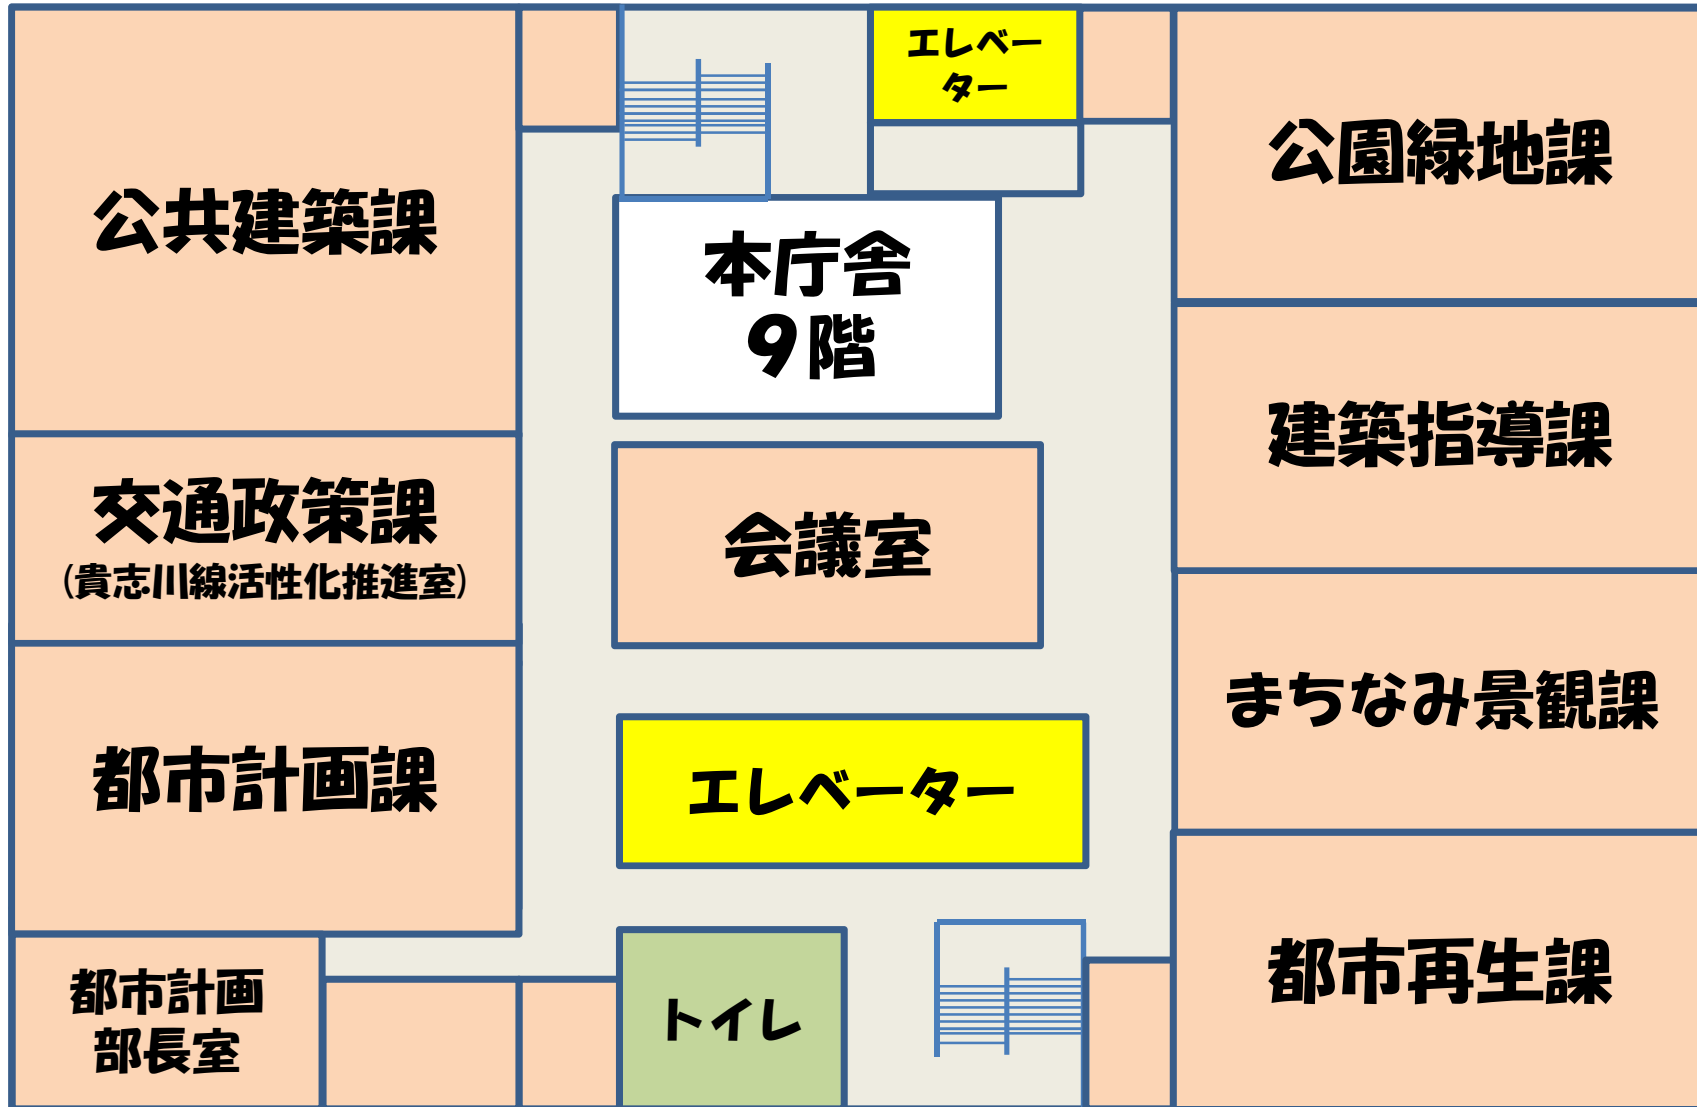 エレベー
ター
公園緑地課
公共建築課
本庁舎
9階
建築指導課
交通政策課
(貴志川線活性化推進室)
会議室
まちなみ景観課
都市計画課
エレベーター
都市再生課
都市計画
部長室
トイレ